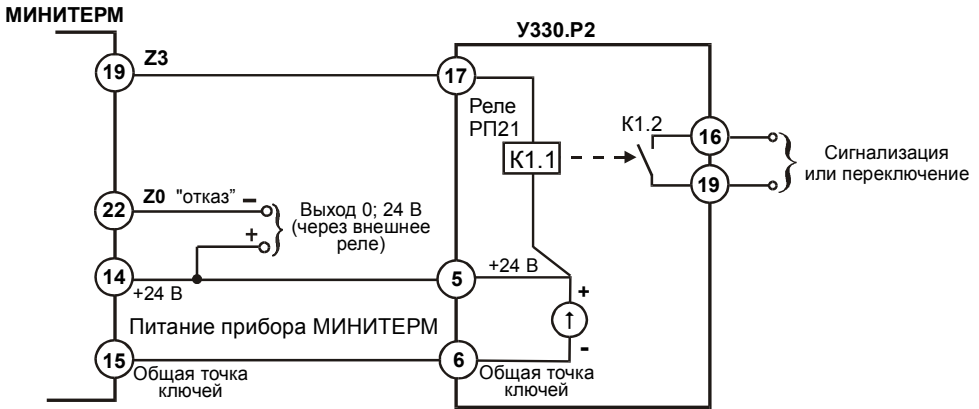 МИНИТЕРМ
У330.Р2
19
Z3
17
Реле
РП21
К1.1
К1.2
16
19
Сигнализация
или переключение
22
Z0 "отказ" –
+
Выход 0; 24 В
(через внешнее
реле)
14
+24 В
5
+24 В
+
-
Питание прибора МИНИТЕРМ
15
Общая точка
ключей
6
Общая точка
ключей